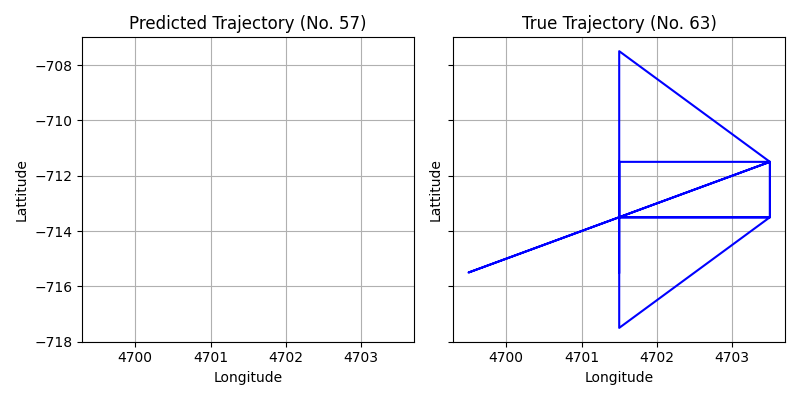 Predicted Trajectory (No. 57)
True Trajectory (No. 63)
Lattitude
−708
−710
−712
−714
−716
−718
4700 4701 4702 4703
Longitude
Lattitude
4700 4701 4702 4703
Longitude